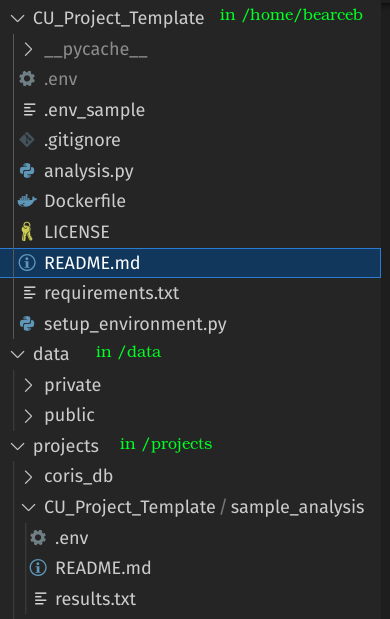 CU_Project_Template in /home/bearceb
__pycache__
.env
.env_sample
.gitignore
analysis.py
Dockerfile
LICENSE
README.md
requirements.txt
setup_environment.py
data in /data
private
public
projects in /projects
coris_db
CU_Project_Template / sample_analysis
.env
README.md
results.txt